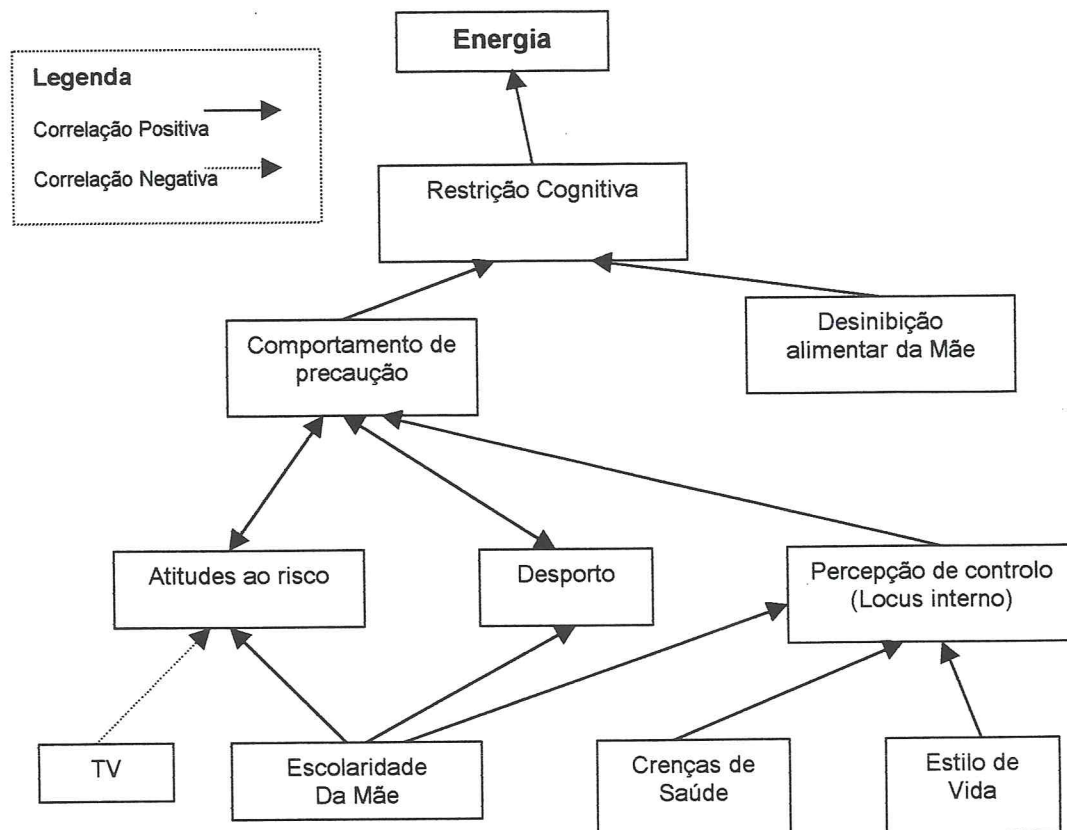 Energia
Legenda
Correlação Positiva
Correlação Negativa
Restrição Cognitiva
Comportamento de
precaução
Desinibição
alimentar da Mãe
Atitudes ao risco
Desporto
Percepção de controlo
(Locus interno)
TV
Escolaridade
Da Mãe
Crenças de
Saúde
Estilo de
Vida